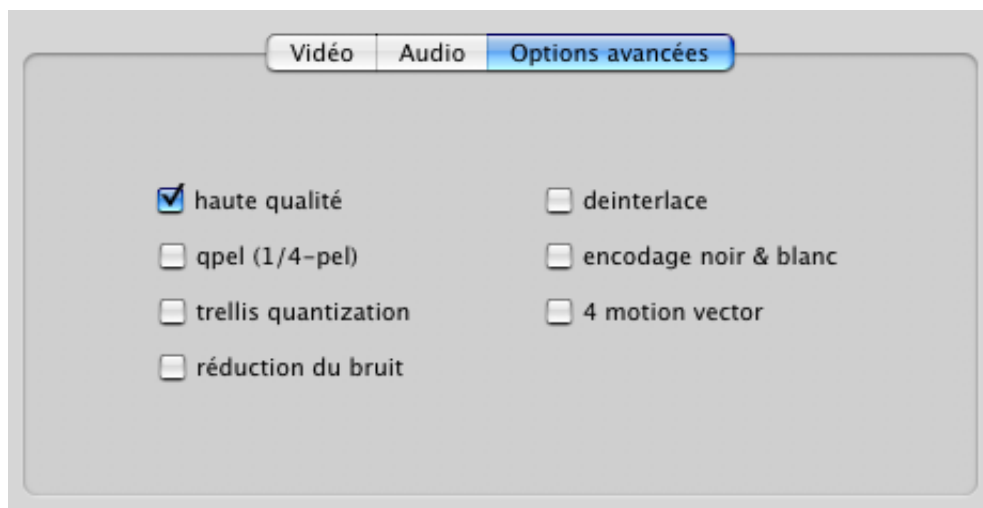 Vidéo Audio Options avancées
haute qualité
qpel (1/4-pel)
trellis quantization
réduction du bruit
deinterlace
encodage noir & blanc
4 motion vector